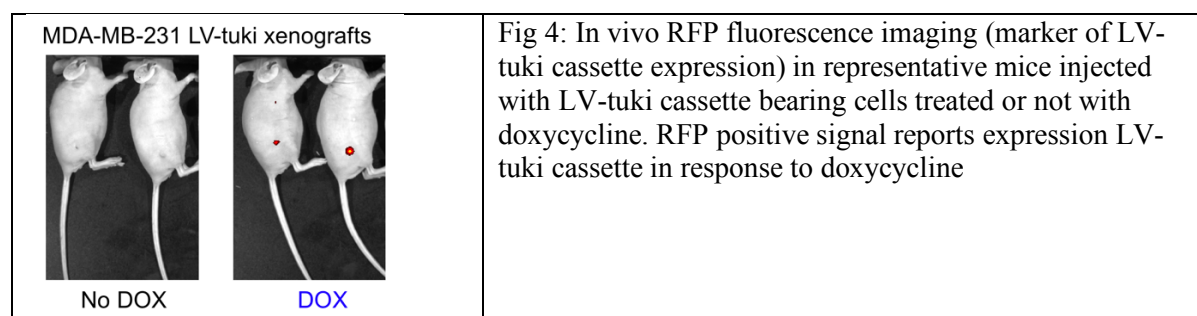 MDA-MB-231 LV-tuki xenografts
No DOX
DOX
Fig 4: In vivo RFP fluorescence imaging (marker of LV-
tuki cassette expression) in representative mice injected
with LV-tuki cassette bearing cells treated or not with
doxycycline. RFP positive signal reports expression LV-
tuki cassette in response to doxycycline